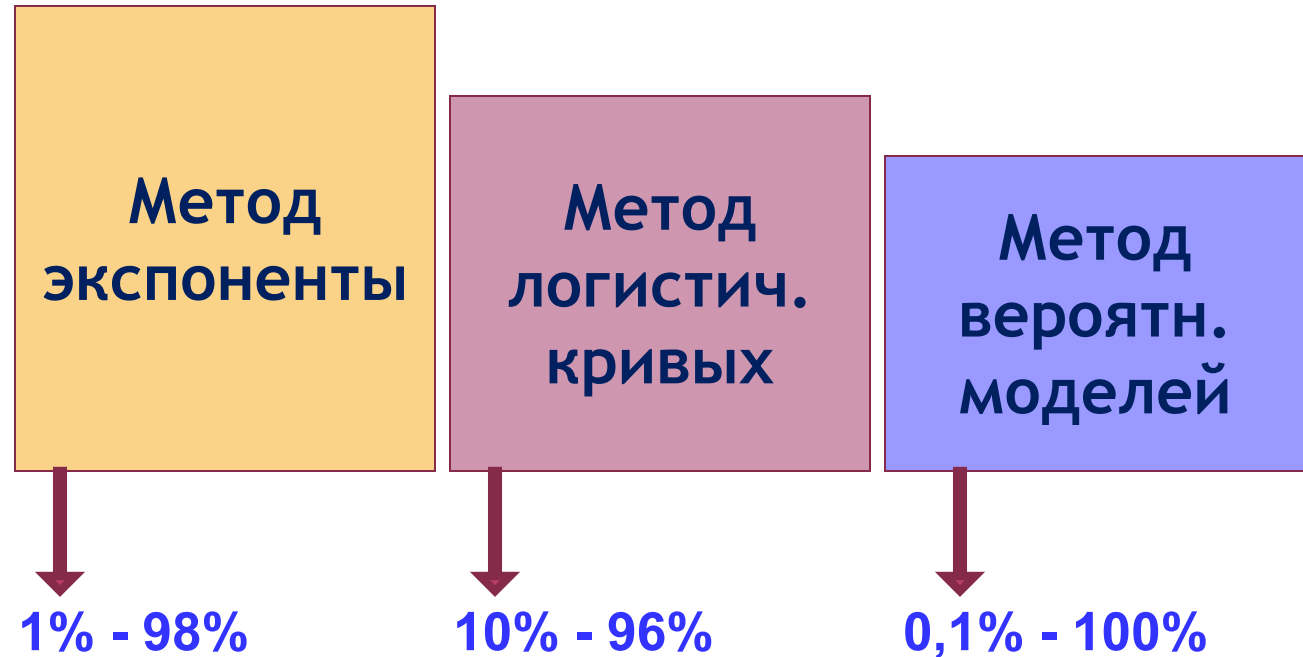 Метод
экспоненты
Метод
логистич.
кривых
Метод
вероятн.
моделей
1% - 98%
10% - 96%
0,1% - 100%